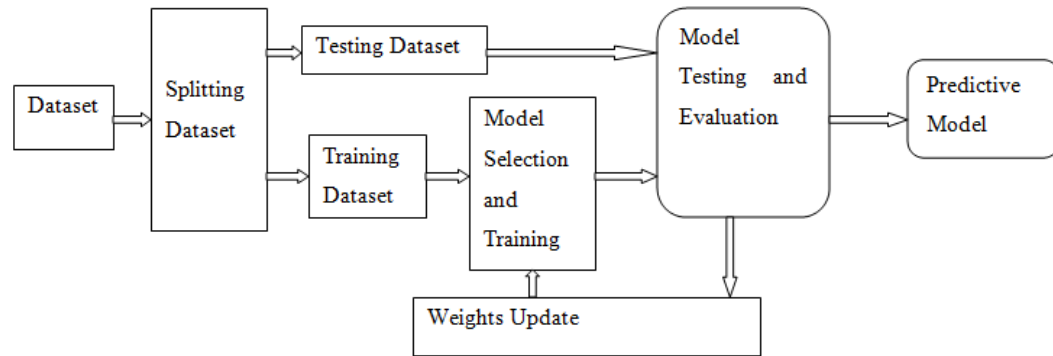 Dataset
Splitting
Dataset
Testing Dataset
Training
Dataset
Model
Selection
and
Training
Model
Testing and
Evaluation
Predictive
Model
Weights Update